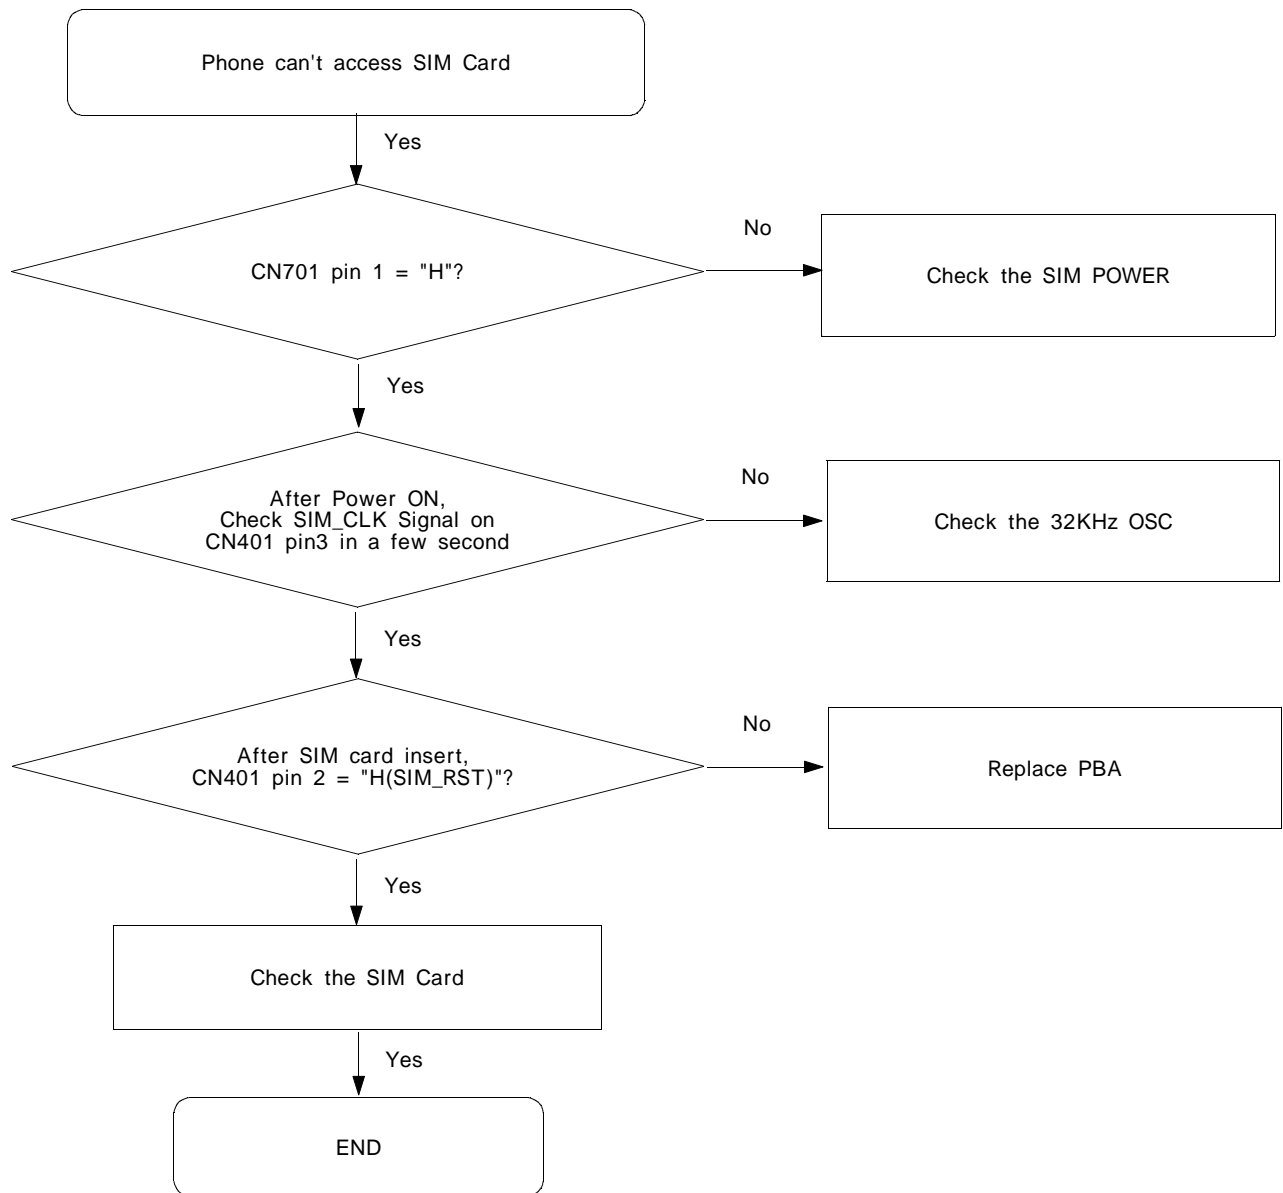 Phone can't access SIM Card
Yes
CN701 pin 1 = "H"?
No
Check the SIM POWER
Yes
After Power ON,
Check SIM_CLK Signal on
CN401 pin3 in a few second
No
Check the 32KHz OSC
Yes
After SIM card insert,
CN401 pin 2 = "H(SIM_RST)"?
No
Replace PBA
Yes
Check the SIM Card
Yes
END